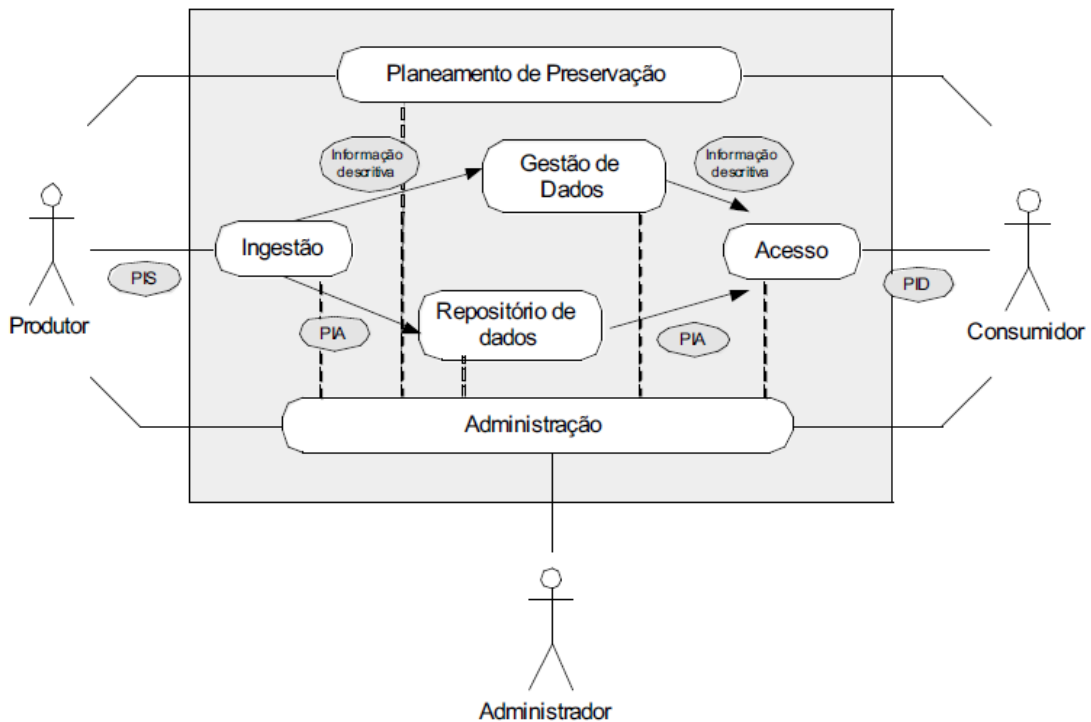 Planeamento de Preservação
Informação
descritiva
Gestão de
Dados
Informação
descritiva
Ingestão
Acesso
PIS
PID
Produtor
Consumidor
PIA
Repositório de
dados
PIA
Administração
Administrador